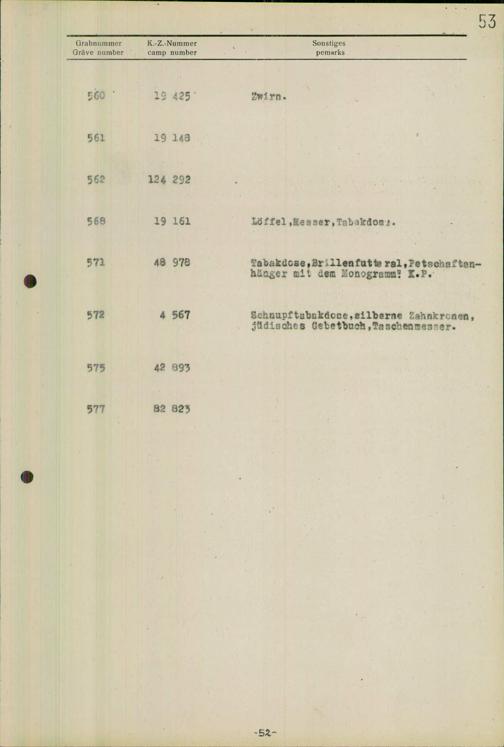 53
Grabnummer K.-Z.-Nummer Sonstiges
Grave number camp number pemarks
560 19 425 Zwirn.
561 19 148
562 124 292
568 19 161 Löffel,Messer,Tabakdose.
571 48 978 Tabakdose,Brillenfutteral,Petschaftan-
hänger mit dem Monogramm? K.P.
572 4 567 Schnupftabakdose,silberne Zahnkronen,
jüdisches Gebetbuch,Taschenmesser.
575 42 893
577 82 823
-52-